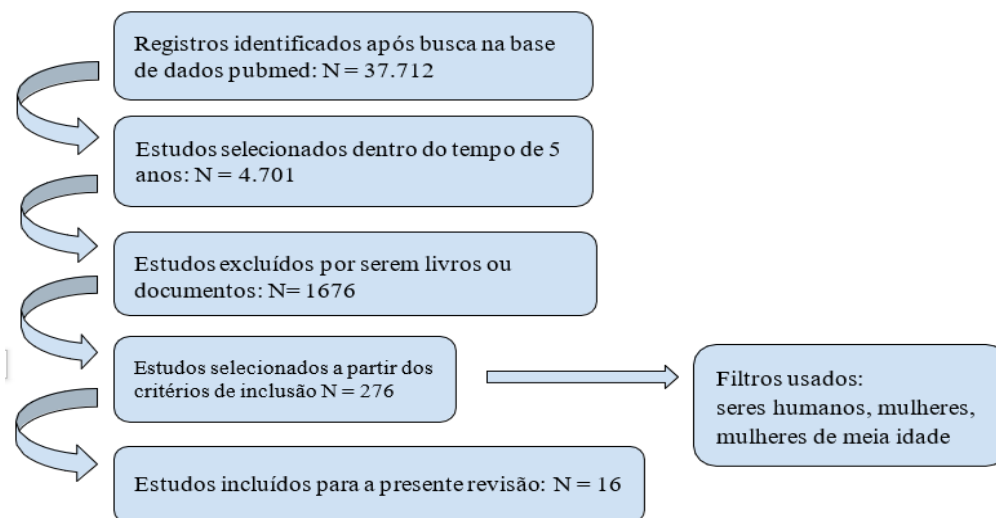 Registros identificados após busca na base
de dados pubmed: N = 37.712
Estudos selecionados dentro do tempo de 5
anos: N = 4.701
Estudos excluídos por serem livros ou
documentos: N= 1676
Estudos selecionados a partir dos
critérios de inclusão N = 276
Filtros usados:
seres humanos, mulheres,
mulheres de meia idade
Estudos incluídos para a presente revisão: N = 16